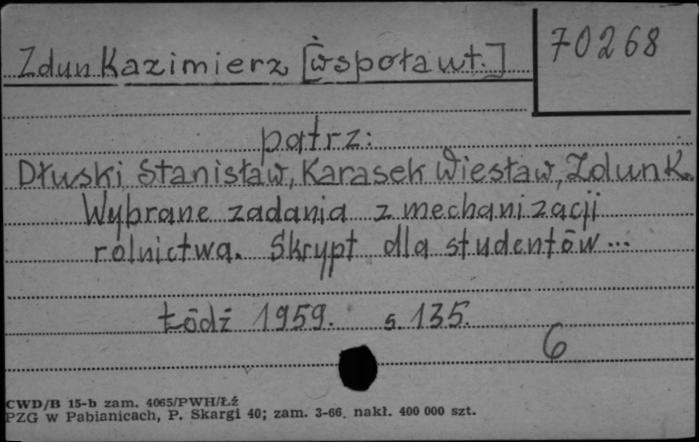 70268
Zdun Kazimierz [współaut.]
patrz:
Dłuski Stanisław, Karasek Wiesław, Zdun K.
Wybrane zadania z mechanizacji
rolnictwa. Skrypt dla studentów...
Łódź 1959. s. 135.
6
CWD/B 15-b zam. 4065/PWH/Łź
PZG w Pabianicach, P. Skargi 40; zam. 3-66. nakł. 400 000 szt.